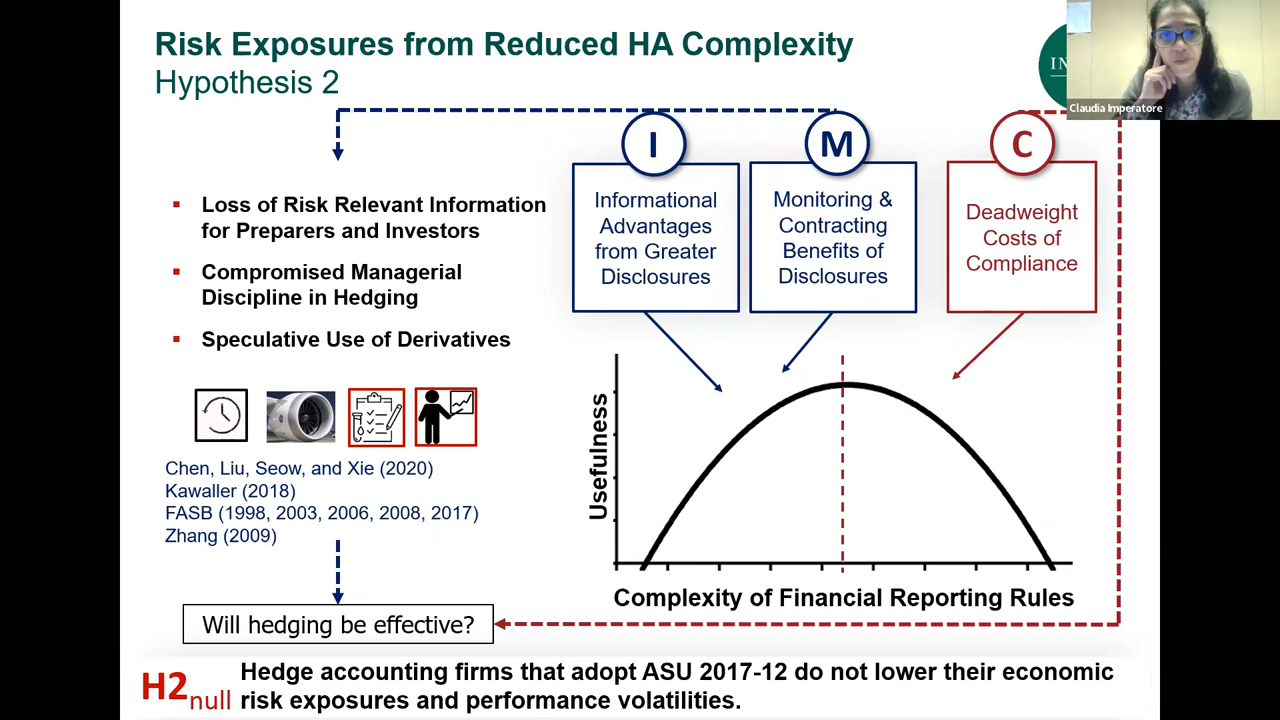 Risk Exposures from Reduced HA Complexity
Hypothesis 2
IN
Claudia Imperatore
I
M
C
Informational
Advantages
from Greater
Disclosures
Monitoring &
Contracting
Benefits of
Disclosures
Deadweight
Costs of
Compliance
▪ Loss of Risk Relevant Information
for Preparers and Investors
▪ Compromised Managerial
Discipline in Hedging
▪ Speculative Use of Derivatives
Chen, Liu, Seow, and Xie (2020)
Kawaller (2018)
FASB (1998, 2003, 2006, 2008, 2017)
Zhang (2009)
Will hedging be effective?
Usefulness
Complexity of Financial Reporting Rules
H2null
Hedge accounting firms that adopt ASU 2017-12 do not lower their economic
risk exposures and performance volatilities.